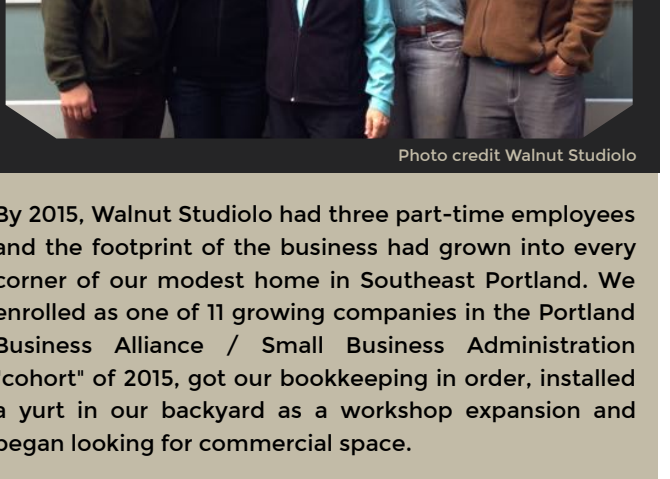 Photo credit Walnut Studiolo
By 2015, Walnut Studiolo had three part-time employees
and the footprint of the business had grown into every
corner of our modest home in Southeast Portland. We
enrolled as one of 11 growing companies in the Portland
Business Alliance / Small Business Administration
"cohort" of 2015, got our bookkeeping in order, installed
a yurt in our backyard as a workshop expansion and
began looking for commercial space.